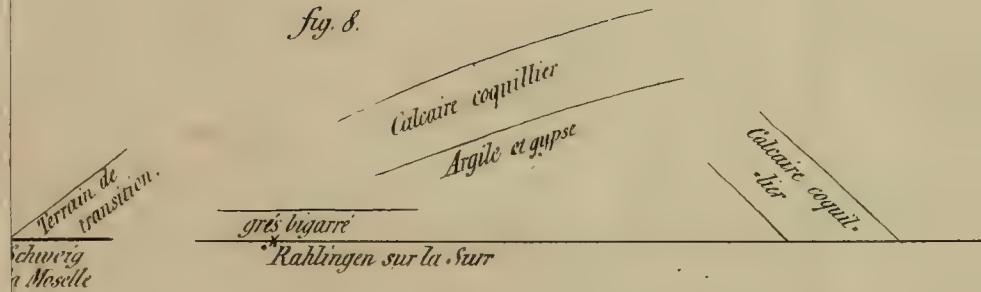 fig. 8.
Calcaire coquillier
Argile et gypse
Calcaire coquil-
-lier
Terrain de
transition.
grés bigarré
Schweig
a Moselle
Rahlingen sur la Surr